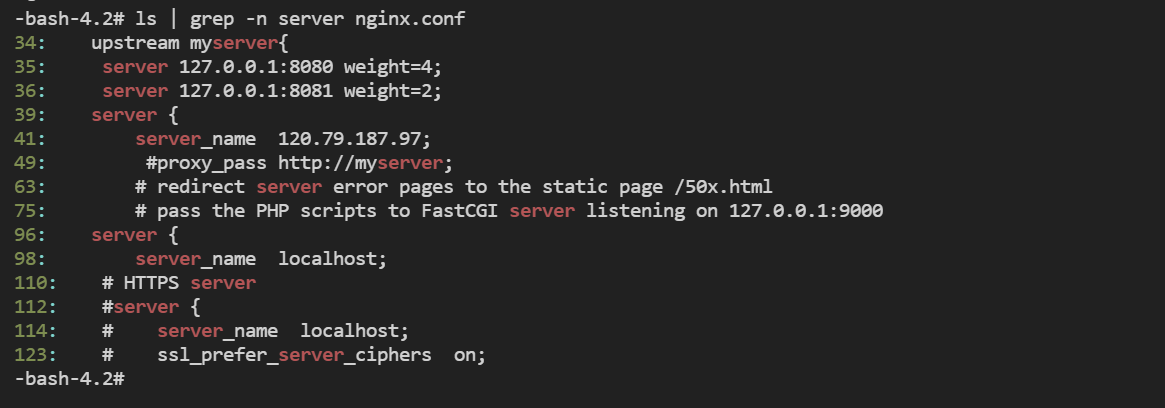 -bash-4.2# ls | grep -n server nginx.conf
34:    upstream myserver{
35:     server 127.0.0.1:8080 weight=4;
36:     server 127.0.0.1:8081 weight=2;
39:    server {
41:        server_name  120.79.187.97;
49:         #proxy_pass http://myserver;
63:        # redirect server error pages to the static page /50x.html
75:        # pass the PHP scripts to FastCGI server listening on 127.0.0.1:9000
96:    server {
98:        server_name  localhost;
110:    # HTTPS server
112:    #server {
114:    #    server_name  localhost;
123:    #    ssl_prefer_server_ciphers  on;
-bash-4.2#